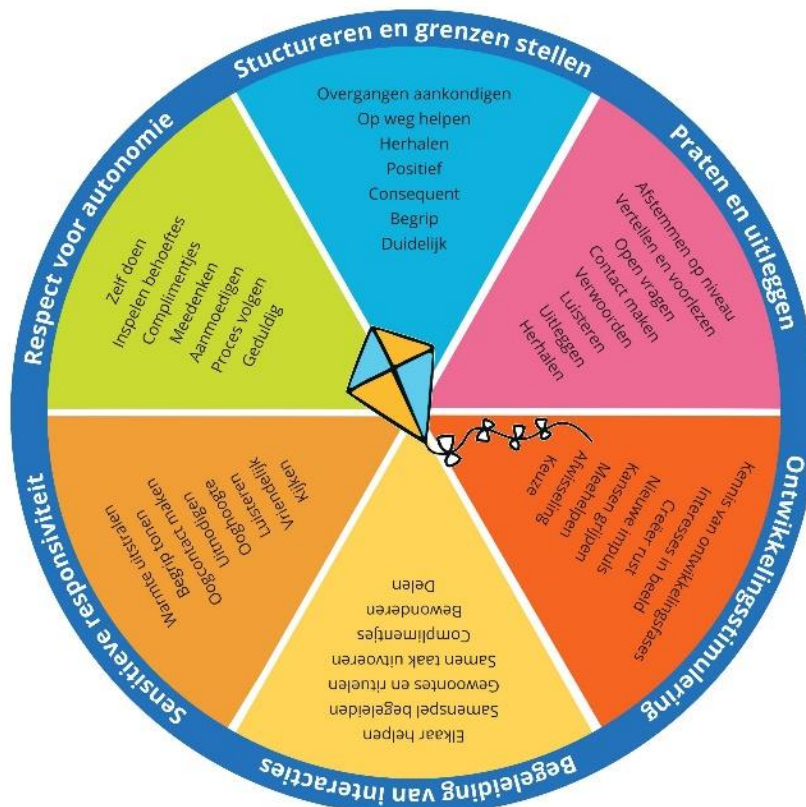 Stuctureren en grenzen stellen
Overgangen aankondigen
Op weg helpen
Herhalen
Positief
Consequent
Begrip
Duidelijk
Praten en uitleggen
Afstemmen op niveau
Vertellen en voorlezen
Open vragen
Contact maken
Verwoorden
Luisteren
Uitleggen
Herhalen
Ontwikkelingsstimulering
Kennis van ontwikkelingsfases
Interesses in beeld
Creëer rust
Nieuwe impuls
Kansen grijpen
Meehelpen
Afwisseling
Keuze
Begeleiding van interacties
Elkaar helpen
Samenspel begeleiden
Gewoontes en rituelen
Samen taak uitvoeren
Complimentjes
Bewonderen
Delen
Sensitieve responsiviteit
Warmte uitstralen
Begrip tonen
Oogcontact maken
Uitnodigen
Ooghoogte
Luisteren
Vriendelijk
Kijken
Respect voor autonomie
Zelf doen
Inspelen behoeftes
Complimentjes
Meedenken
Aanmoedigen
Proces volgen
Geduldig